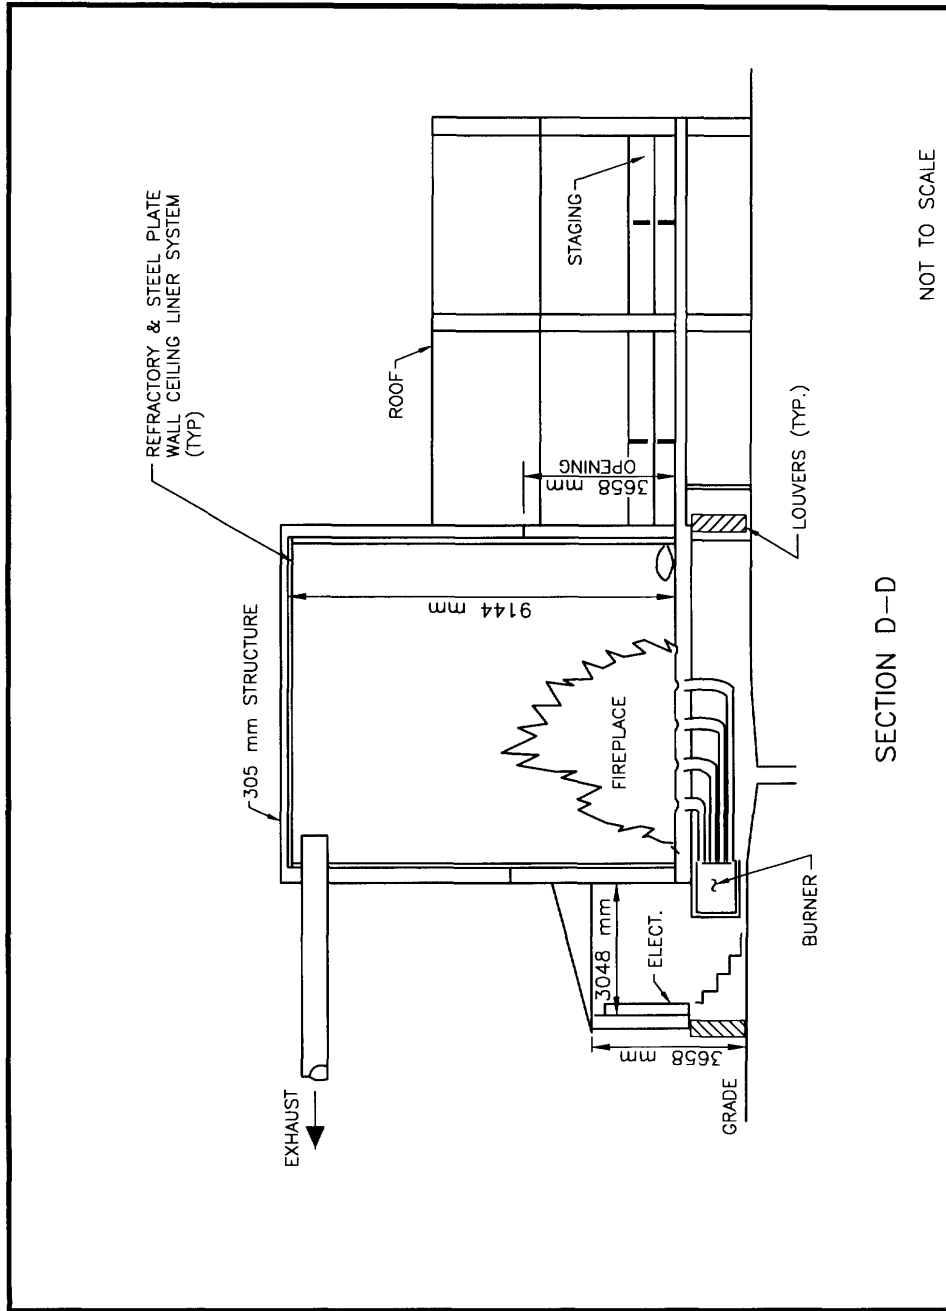 REFRACTORY & STEEL PLATE
WALL CEILING LINER SYSTEM
(TYP)
305 mm STRUCTURE
ROOF
EXHAUST
9144 mm
3658 mm
OPENING
STAGING
FIREPLACE
3048 mm
ELECT.
3658 mm
GRADE
BURNER
LOUVERS (TYP.)
SECTION D-D
NOT TO SCALE